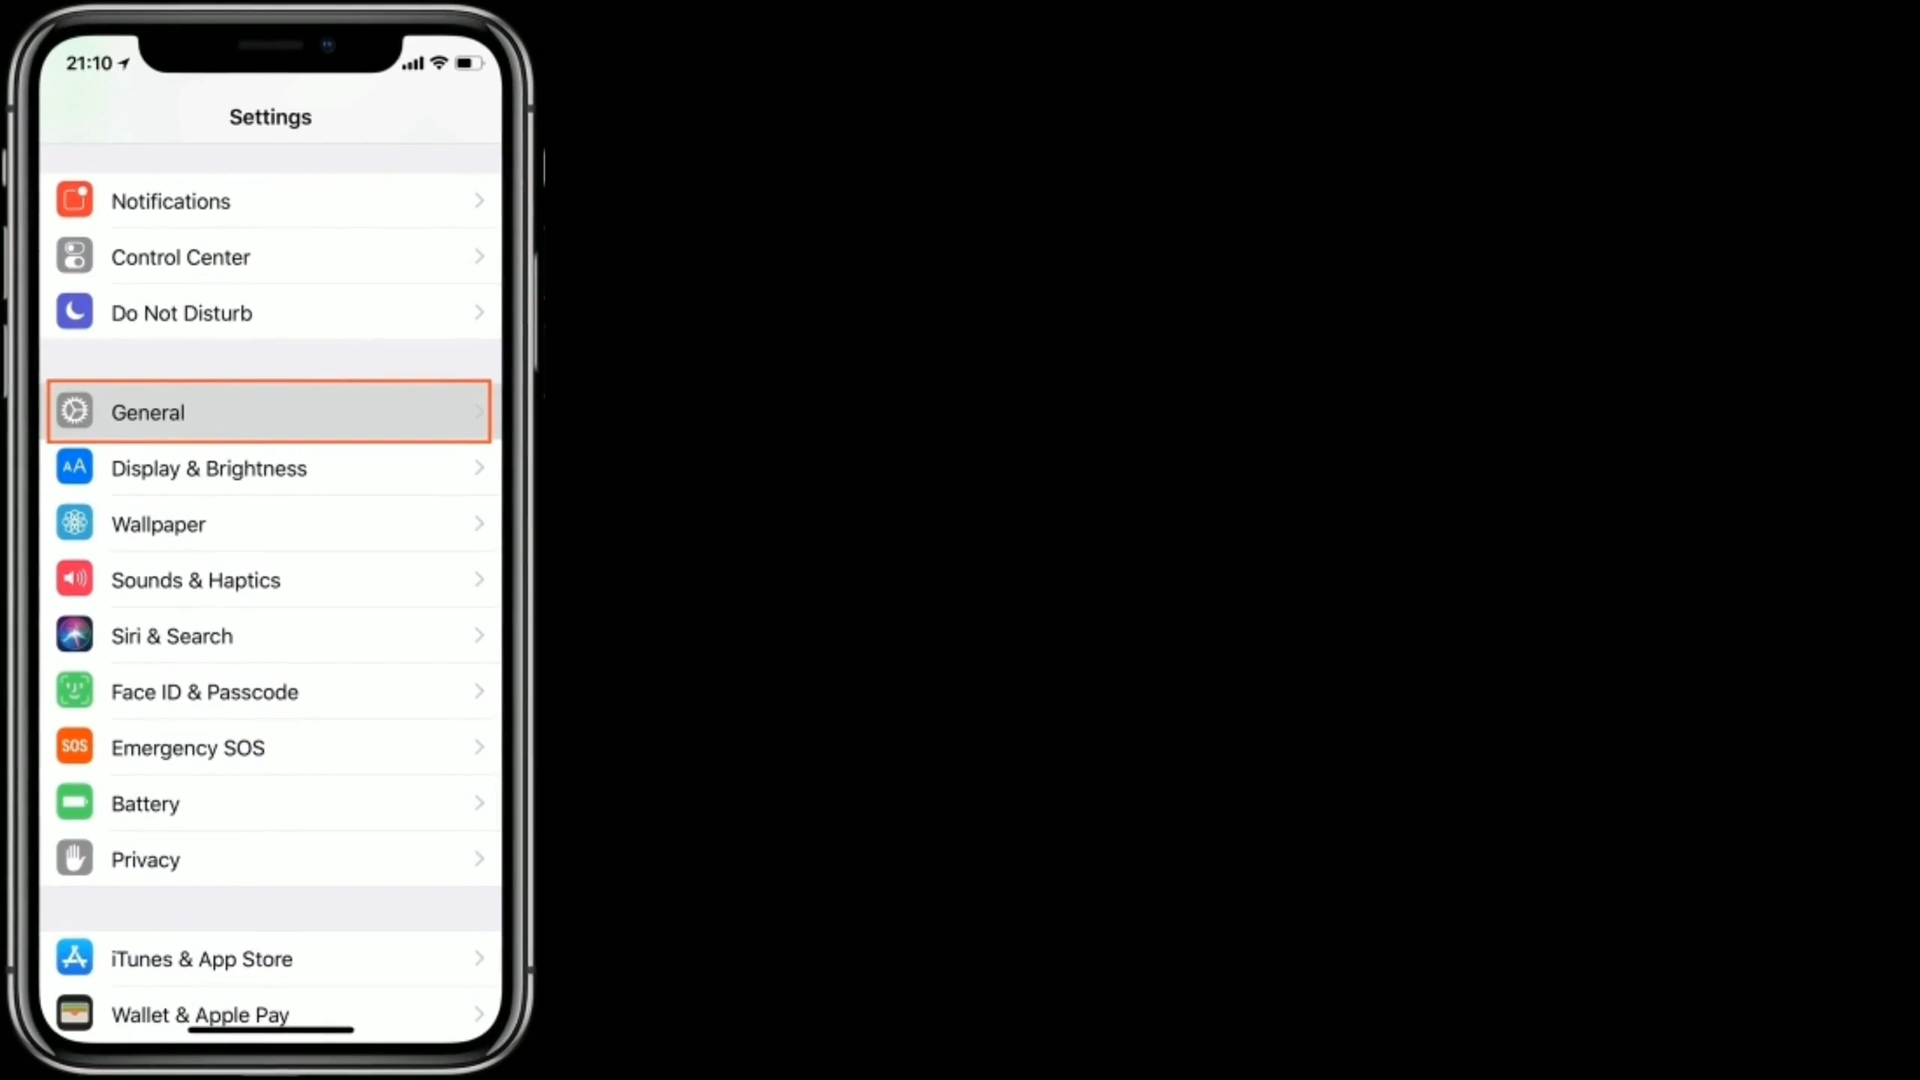 21:10
Settings
Notifications
Control Center
Do Not Disturb
General
AA Display & Brightness
Wallpaper
Sounds & Haptics
Siri & Search
Face ID & Passcode
SOS Emergency SOS
Battery
Privacy
iTunes & App Store
Wallet & Apple Pay